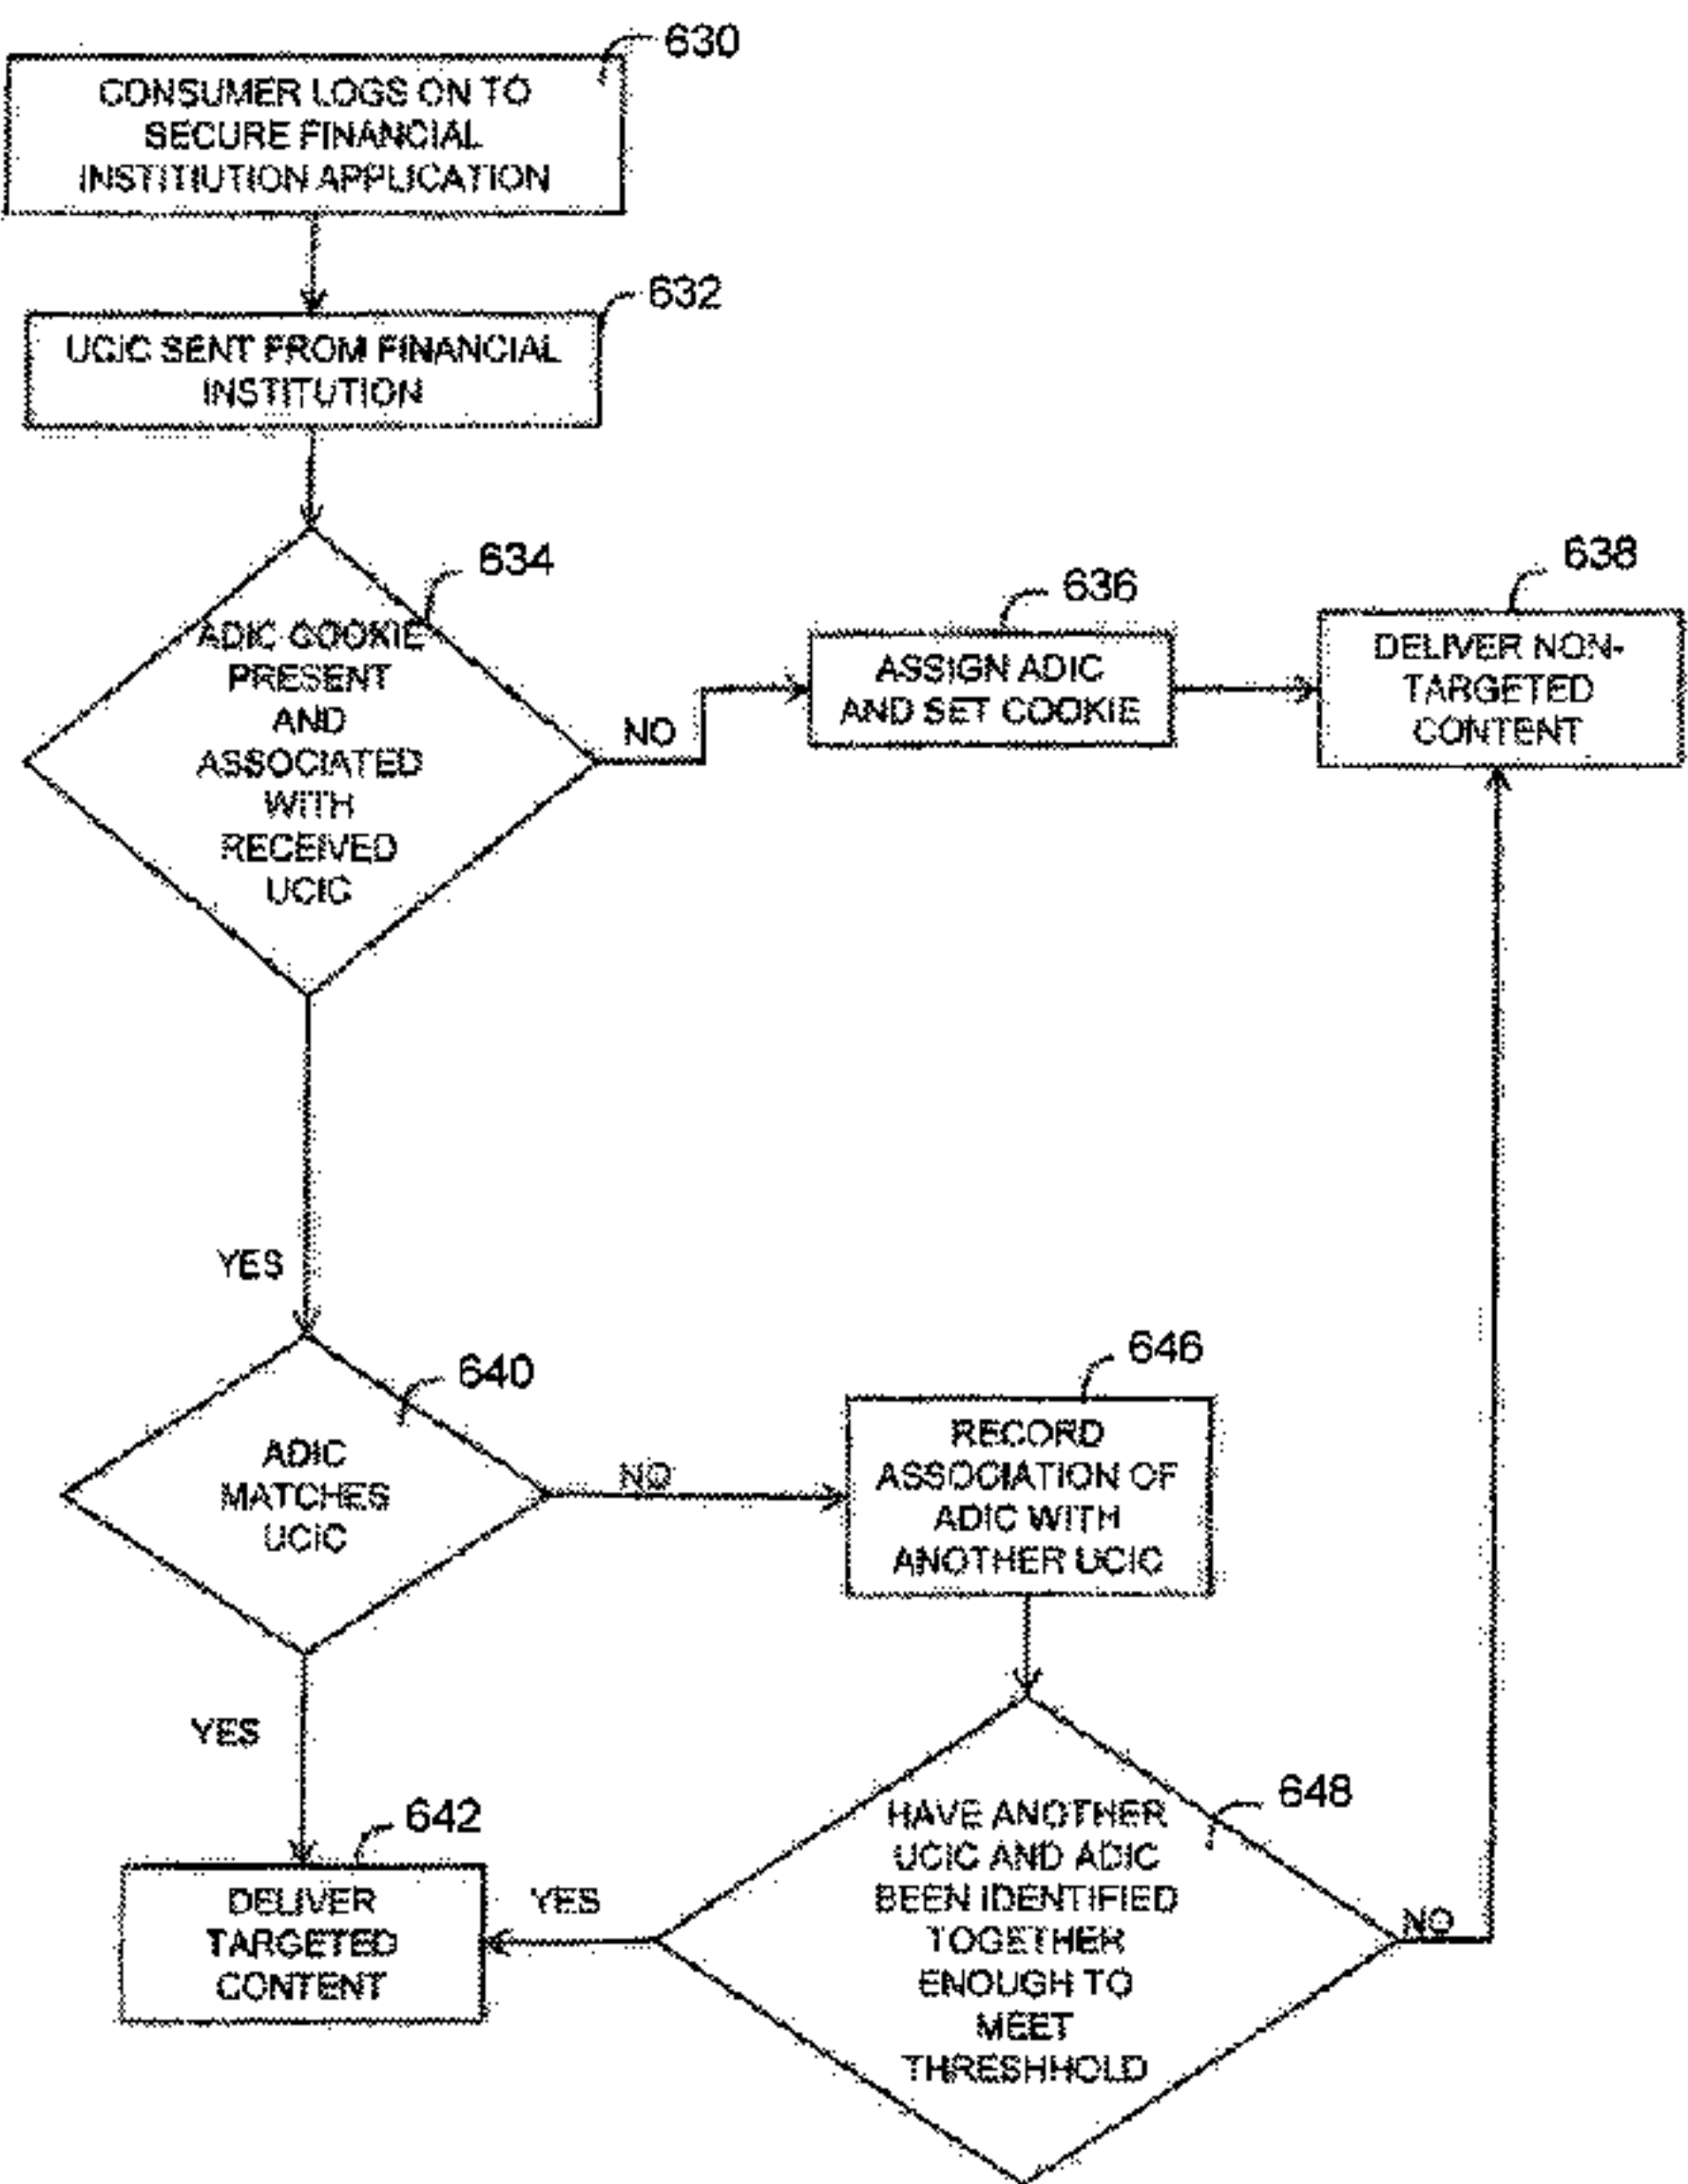 630
CONSUMER LOGS ON TO
SECURE FINANCIAL
INSTITIUTION APPLICATION
632
UCIC SENT FROM FINANCIAL
INSTITUTION
634
ADIC COOKIE
PRESENT
AND
ASSOCIATED
WITH
RECEIVED
UCIC
NO
636
ASSIGN ADIC
AND SET COOKIE
638
DELIVER NON-
TARGETED
CONTENT
YES
640
ADIC
MATCHES
UCIC
NO
646
RECORD
ASSOCIATION OF
ADIC WITH
ANOTHER UCIC
YES
642
DELIVER
TARGETED
CONTENT
YES
648
HAVE ANOTHER
UCIC AND ADIC
BEEN IDENTIFIED
TOGETHER
ENOUGH TO
MEET
THRESHHOLD
NO